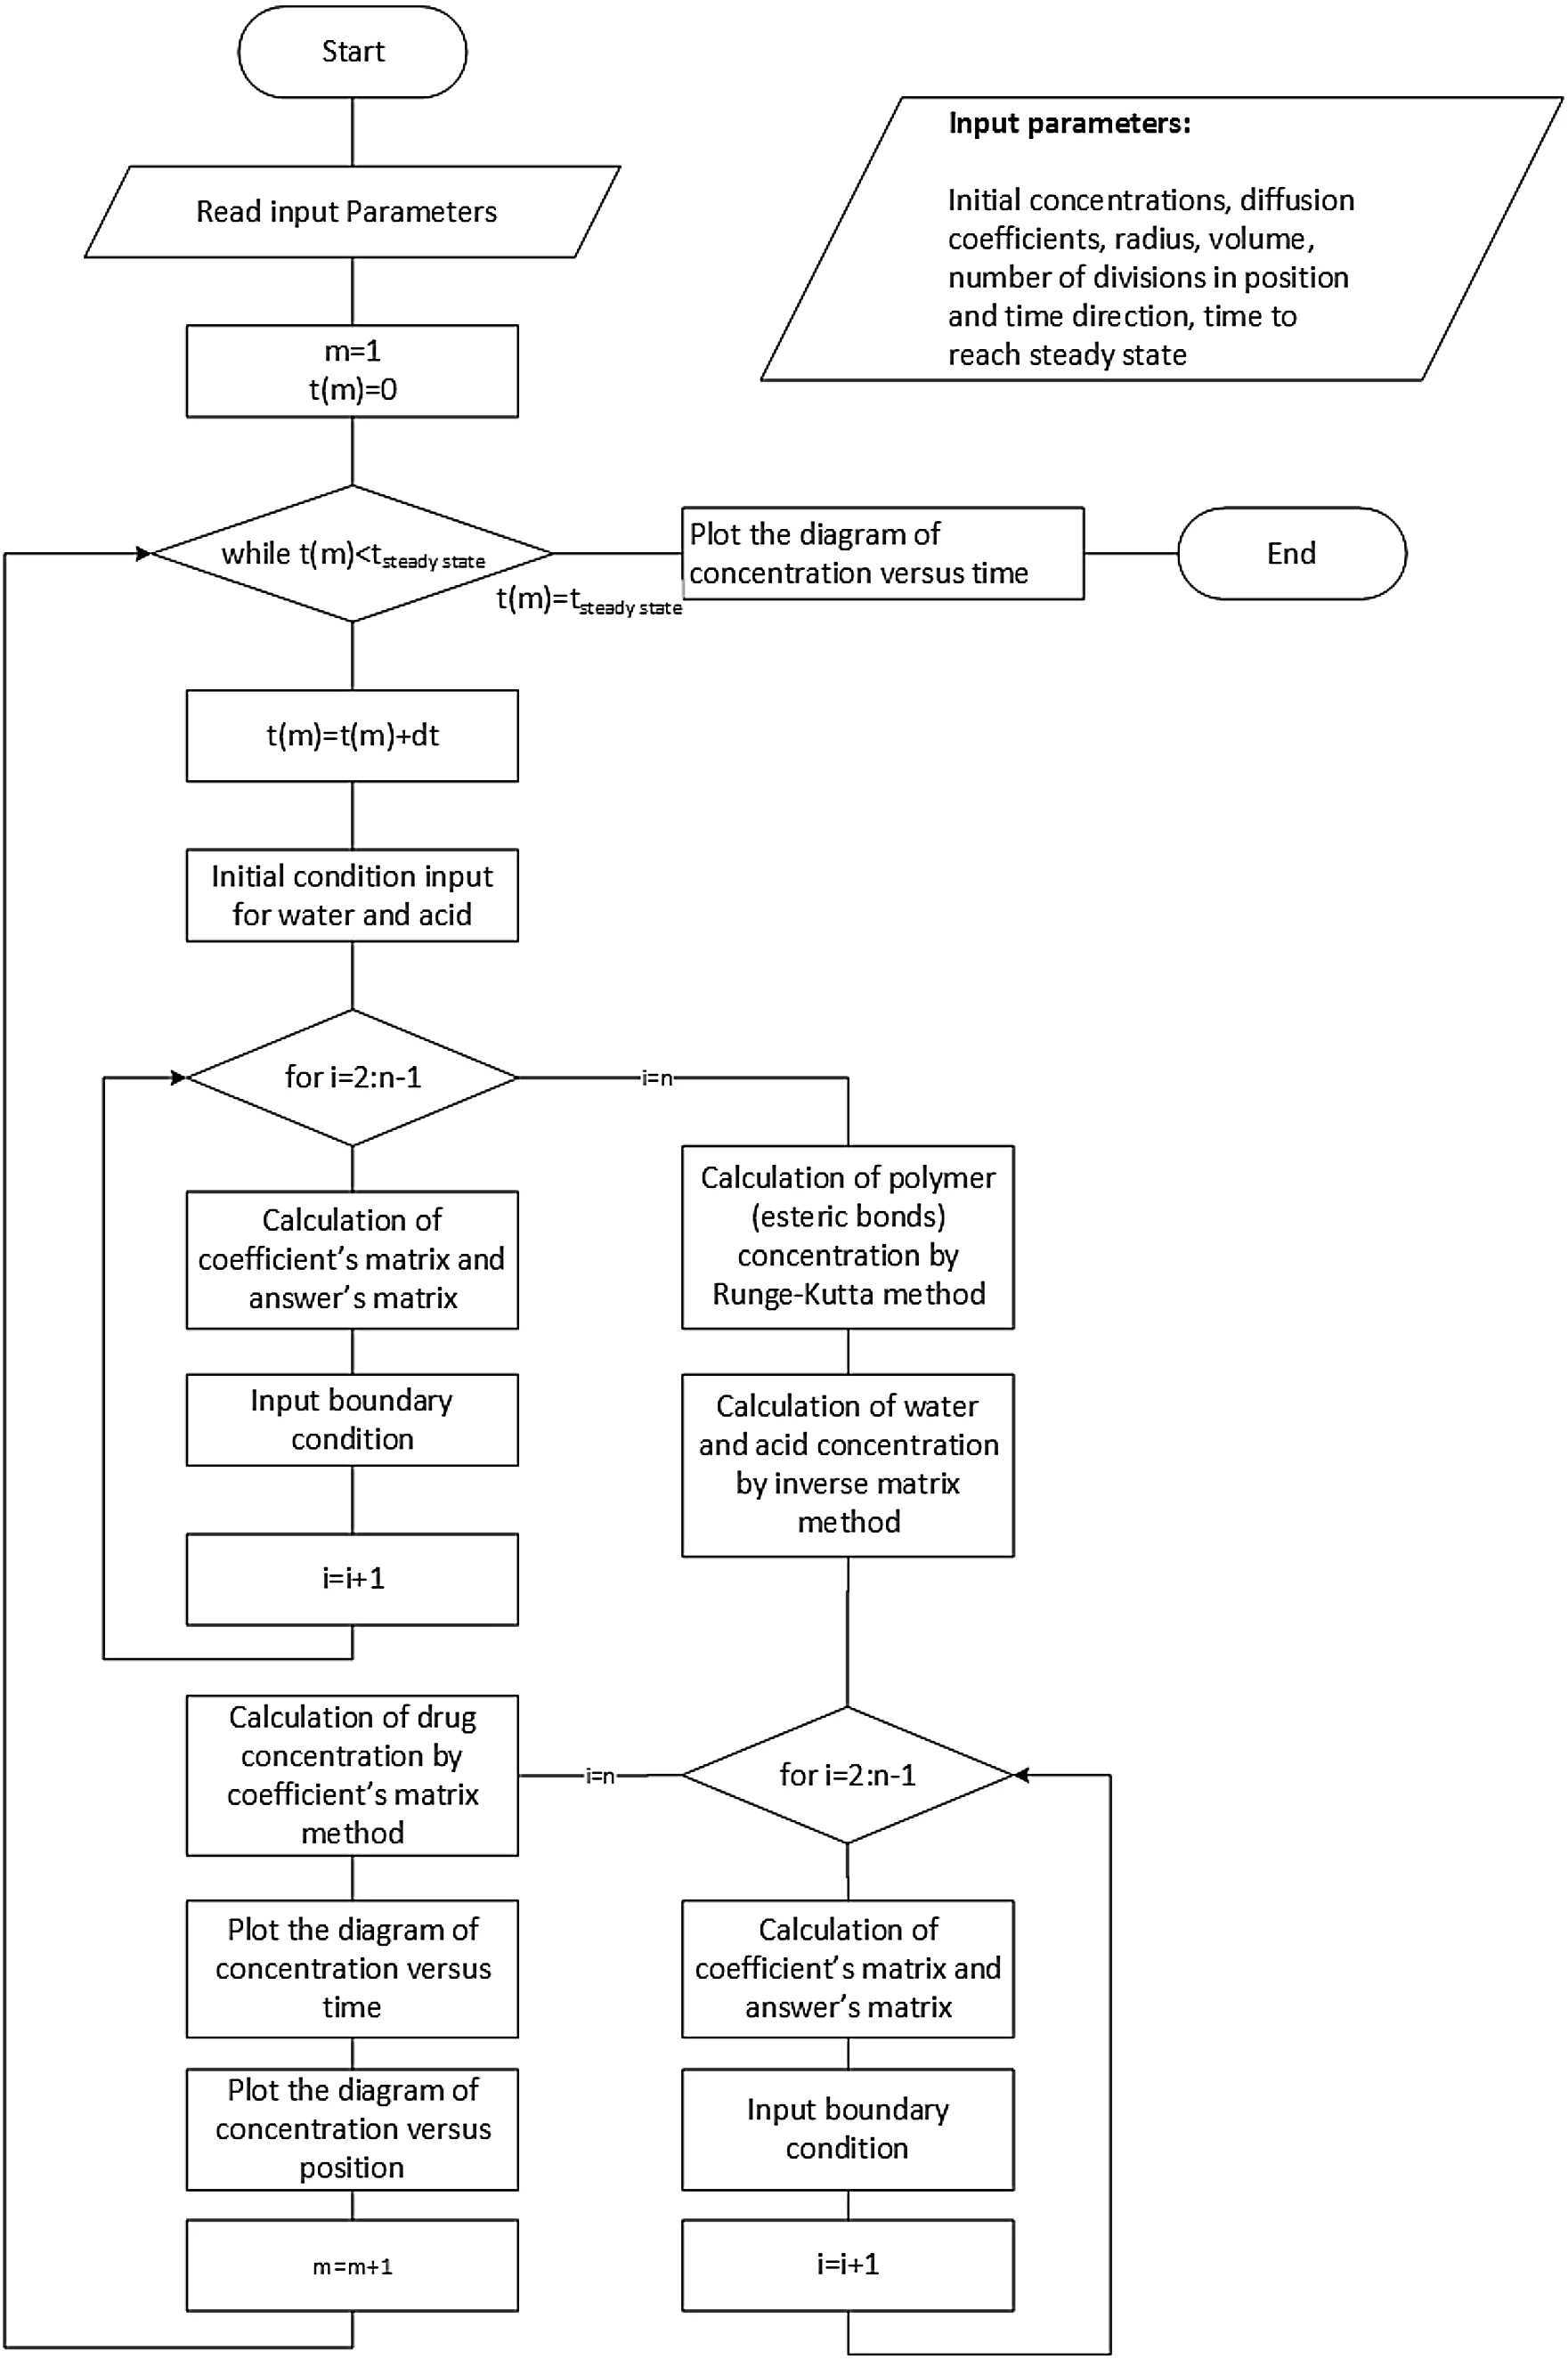 Start
Read input Parameters
Input parameters:
Initial concentrations, diffusion
coefficients, radius, volume,
number of divisions in position
and time direction, time to
reach steady state
m=1
t(m)=0
while t(m)<tsteady state
t(m)=tsteady state
Plot the diagram of
concentration versus time
End
t(m)=t(m)+dt
Initial condition input
for water and acid
for i=2:n-1
i=n
Calculation of
coefficient’s matrix and
answer’s matrix
Input boundary
condition
i=i+1
Calculation of polymer
(esteric bonds)
concentration by
Runge-Kutta method
Calculation of water
and acid concentration
by inverse matrix
method
for i=2:n-1
i=n
Calculation of
coefficient’s matrix and
answer’s matrix
Input boundary
condition
i=i+1
Calculation of drug
concentration by
coefficient’s matrix
method
Plot the diagram of
concentration versus
time
Plot the diagram of
concentration versus
position
m=m+1